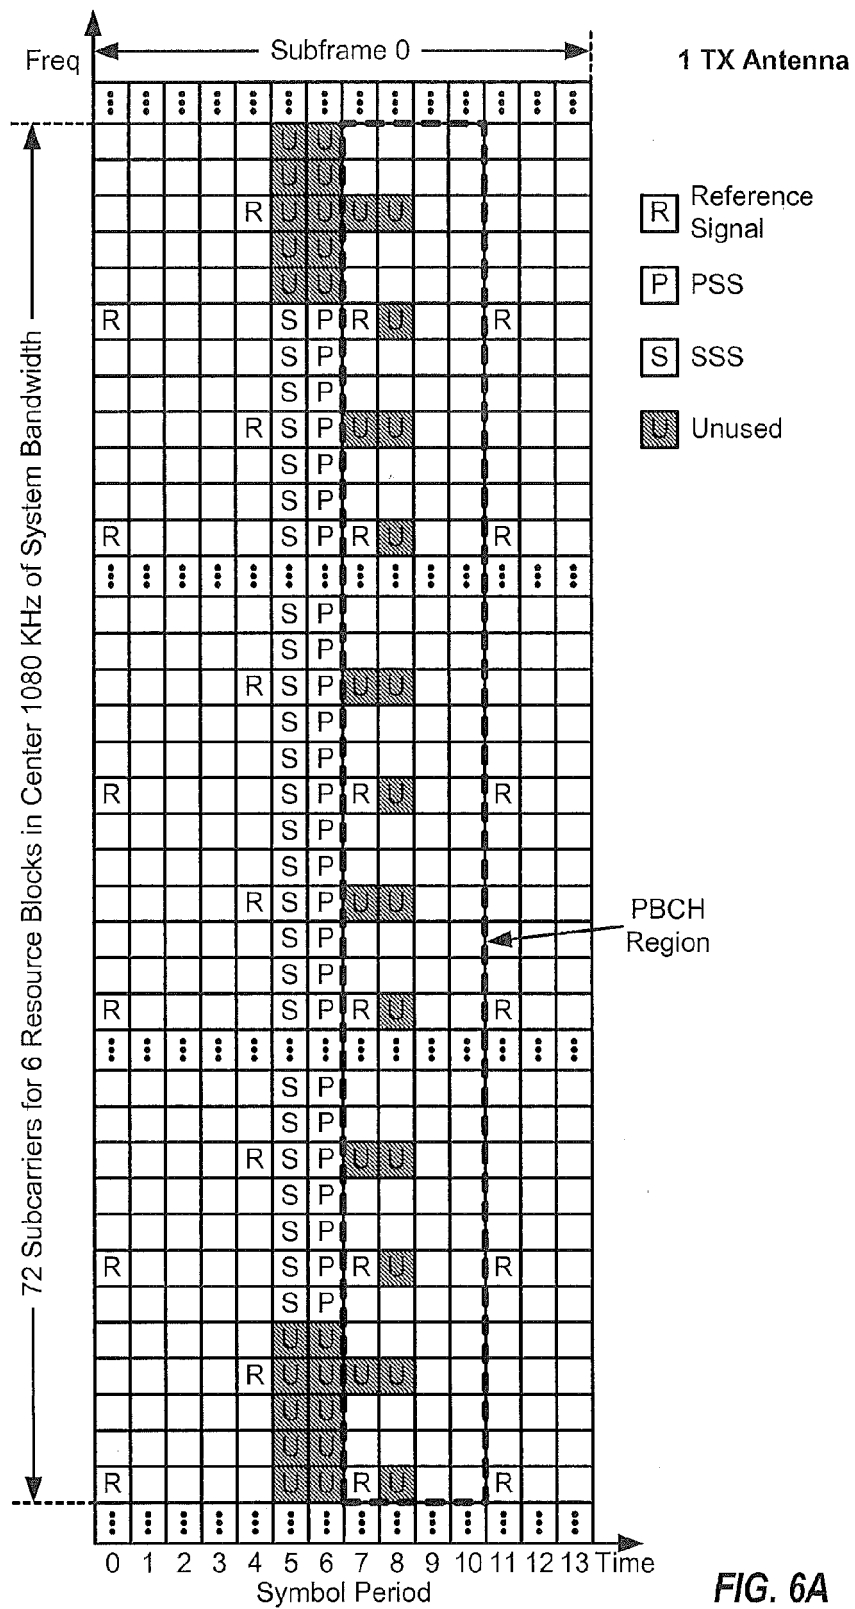 Freq
Subframe 0
1 TX Antenna
R Reference
Signal
P PSS
S SSS
U Unused
72 Subcarriers for 6 Resource Blocks in Center 1080 KHz of System Bandwidth
U U
U U
R U U U U
U U
U U
R S P R U R
S P
S P
R S P U U
S P
S P
R S P R U R
S P
S P
R S P U U
S P
S P
R S P R U R
S P
S P
R S P U U
S P
S P
R S P R U R
S P
S P
R S P U U
S P
S P
R S P R U R
S P
U U
R U U U U
U U
U U
R U U R U R
PBCH
Region
0 1 2 3 4 5 6 7 8 9 10 11 12 13 Time
Symbol Period
FIG. 6A